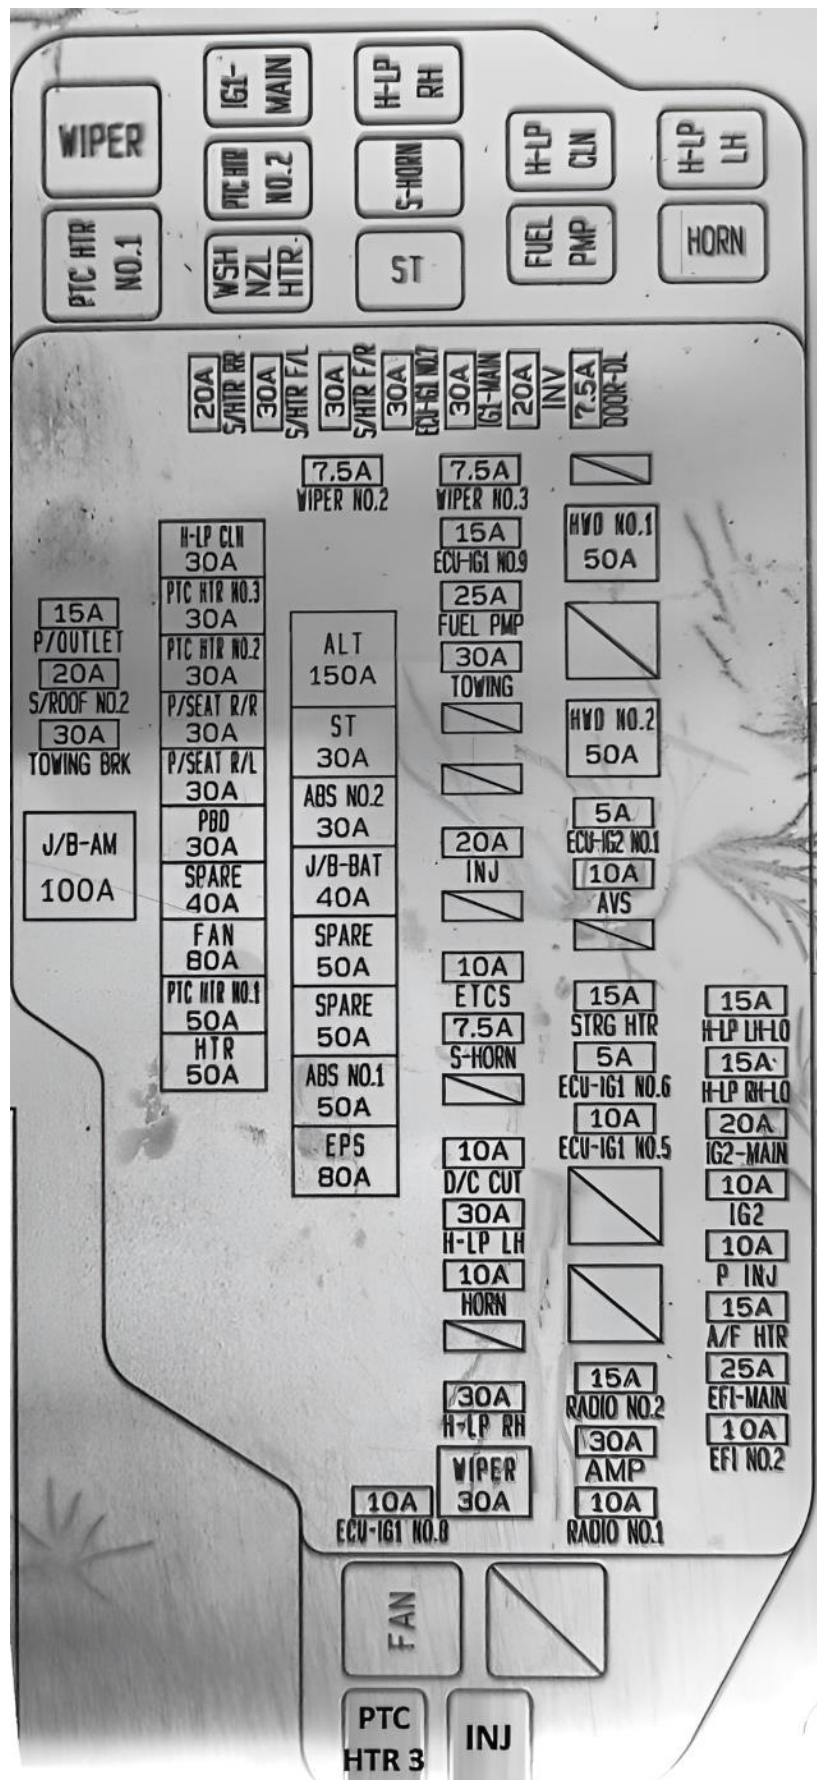 WIPER
IG1-
MAIN
H-LP
RH
H-LP
CLN
H-LP
LH
PTC HTR
NO.1
PTC HTR
NO.2
S-HORN
WSH
NZL
HTR
ST
FUEL
PMP
HORN
20A
S/HTR RR
30A
S/HTR F/L
30A
S/HTR F/R
30A
ECU-IG1 NO.7
30A
IG1-MAIN
20A
INV
7.5A
DOOR-DL
7.5A
WIPER NO.2
7.5A
WIPER NO.3
15A
P/OUTLET
20A
S/ROOF NO.2
30A
TOWING BRK
J/B-AM
100A
H-LP CLN
30A
PTC HTR NO.3
30A
PTC HTR NO.2
30A
P/SEAT R/R
30A
P/SEAT R/L
30A
PBD
30A
SPARE
40A
FAN
80A
PTC HTR NO.1
50A
HTR
50A
ALT
150A
ST
30A
ABS NO.2
30A
J/B-BAT
40A
SPARE
50A
SPARE
50A
ABS NO.1
50A
EPS
80A
15A
ECU-IG1 NO.9
25A
FUEL PMP
30A
TOWING
20A
INJ
10A
ETCS
7.5A
S-HORN
10A
D/C CUT
30A
H-LP LH
10A
HORN
30A
H-LP RH
WIPER
30A
10A
ECU-IG1 NO.8
HWD NO.1
50A
HWD NO.2
50A
5A
ECU-IG2 NO.1
10A
AVS
15A
STRG HTR
5A
ECU-IG1 NO.6
10A
ECU-IG1 NO.5
15A
RADIO NO.2
30A
AMP
10A
RADIO NO.1
15A
H-LP LH-LO
15A
H-LP RH-LO
20A
IG2-MAIN
10A
IG2
10A
P INJ
15A
A/F HTR
25A
EFI-MAIN
10A
EFI NO.2
FAN
PTC
HTR 3
INJ